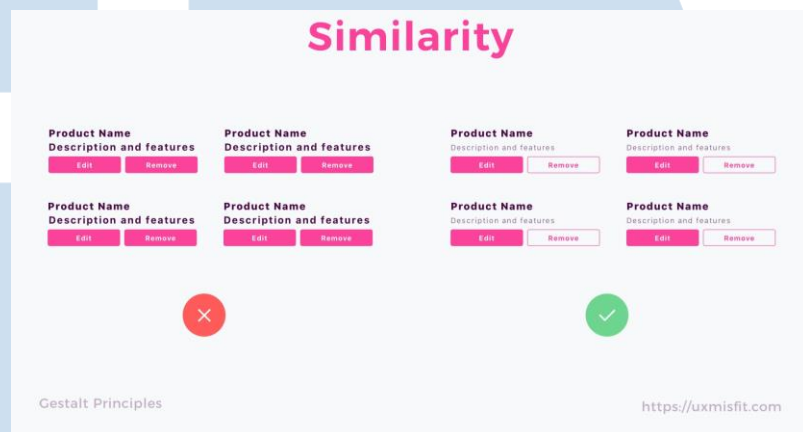 Similarity
Product Name
Description and features
Edit Remove
Product Name
Description and features
Edit Remove
Product Name
Description and features
Edit Remove
Product Name
Description and features
Edit Remove
Product Name
Description and features
Edit Remove
Product Name
Description and features
Edit Remove
Product Name
Description and features
Edit Remove
Product Name
Description and features
Edit Remove
Gestalt Principles
https://uxmisfit.com